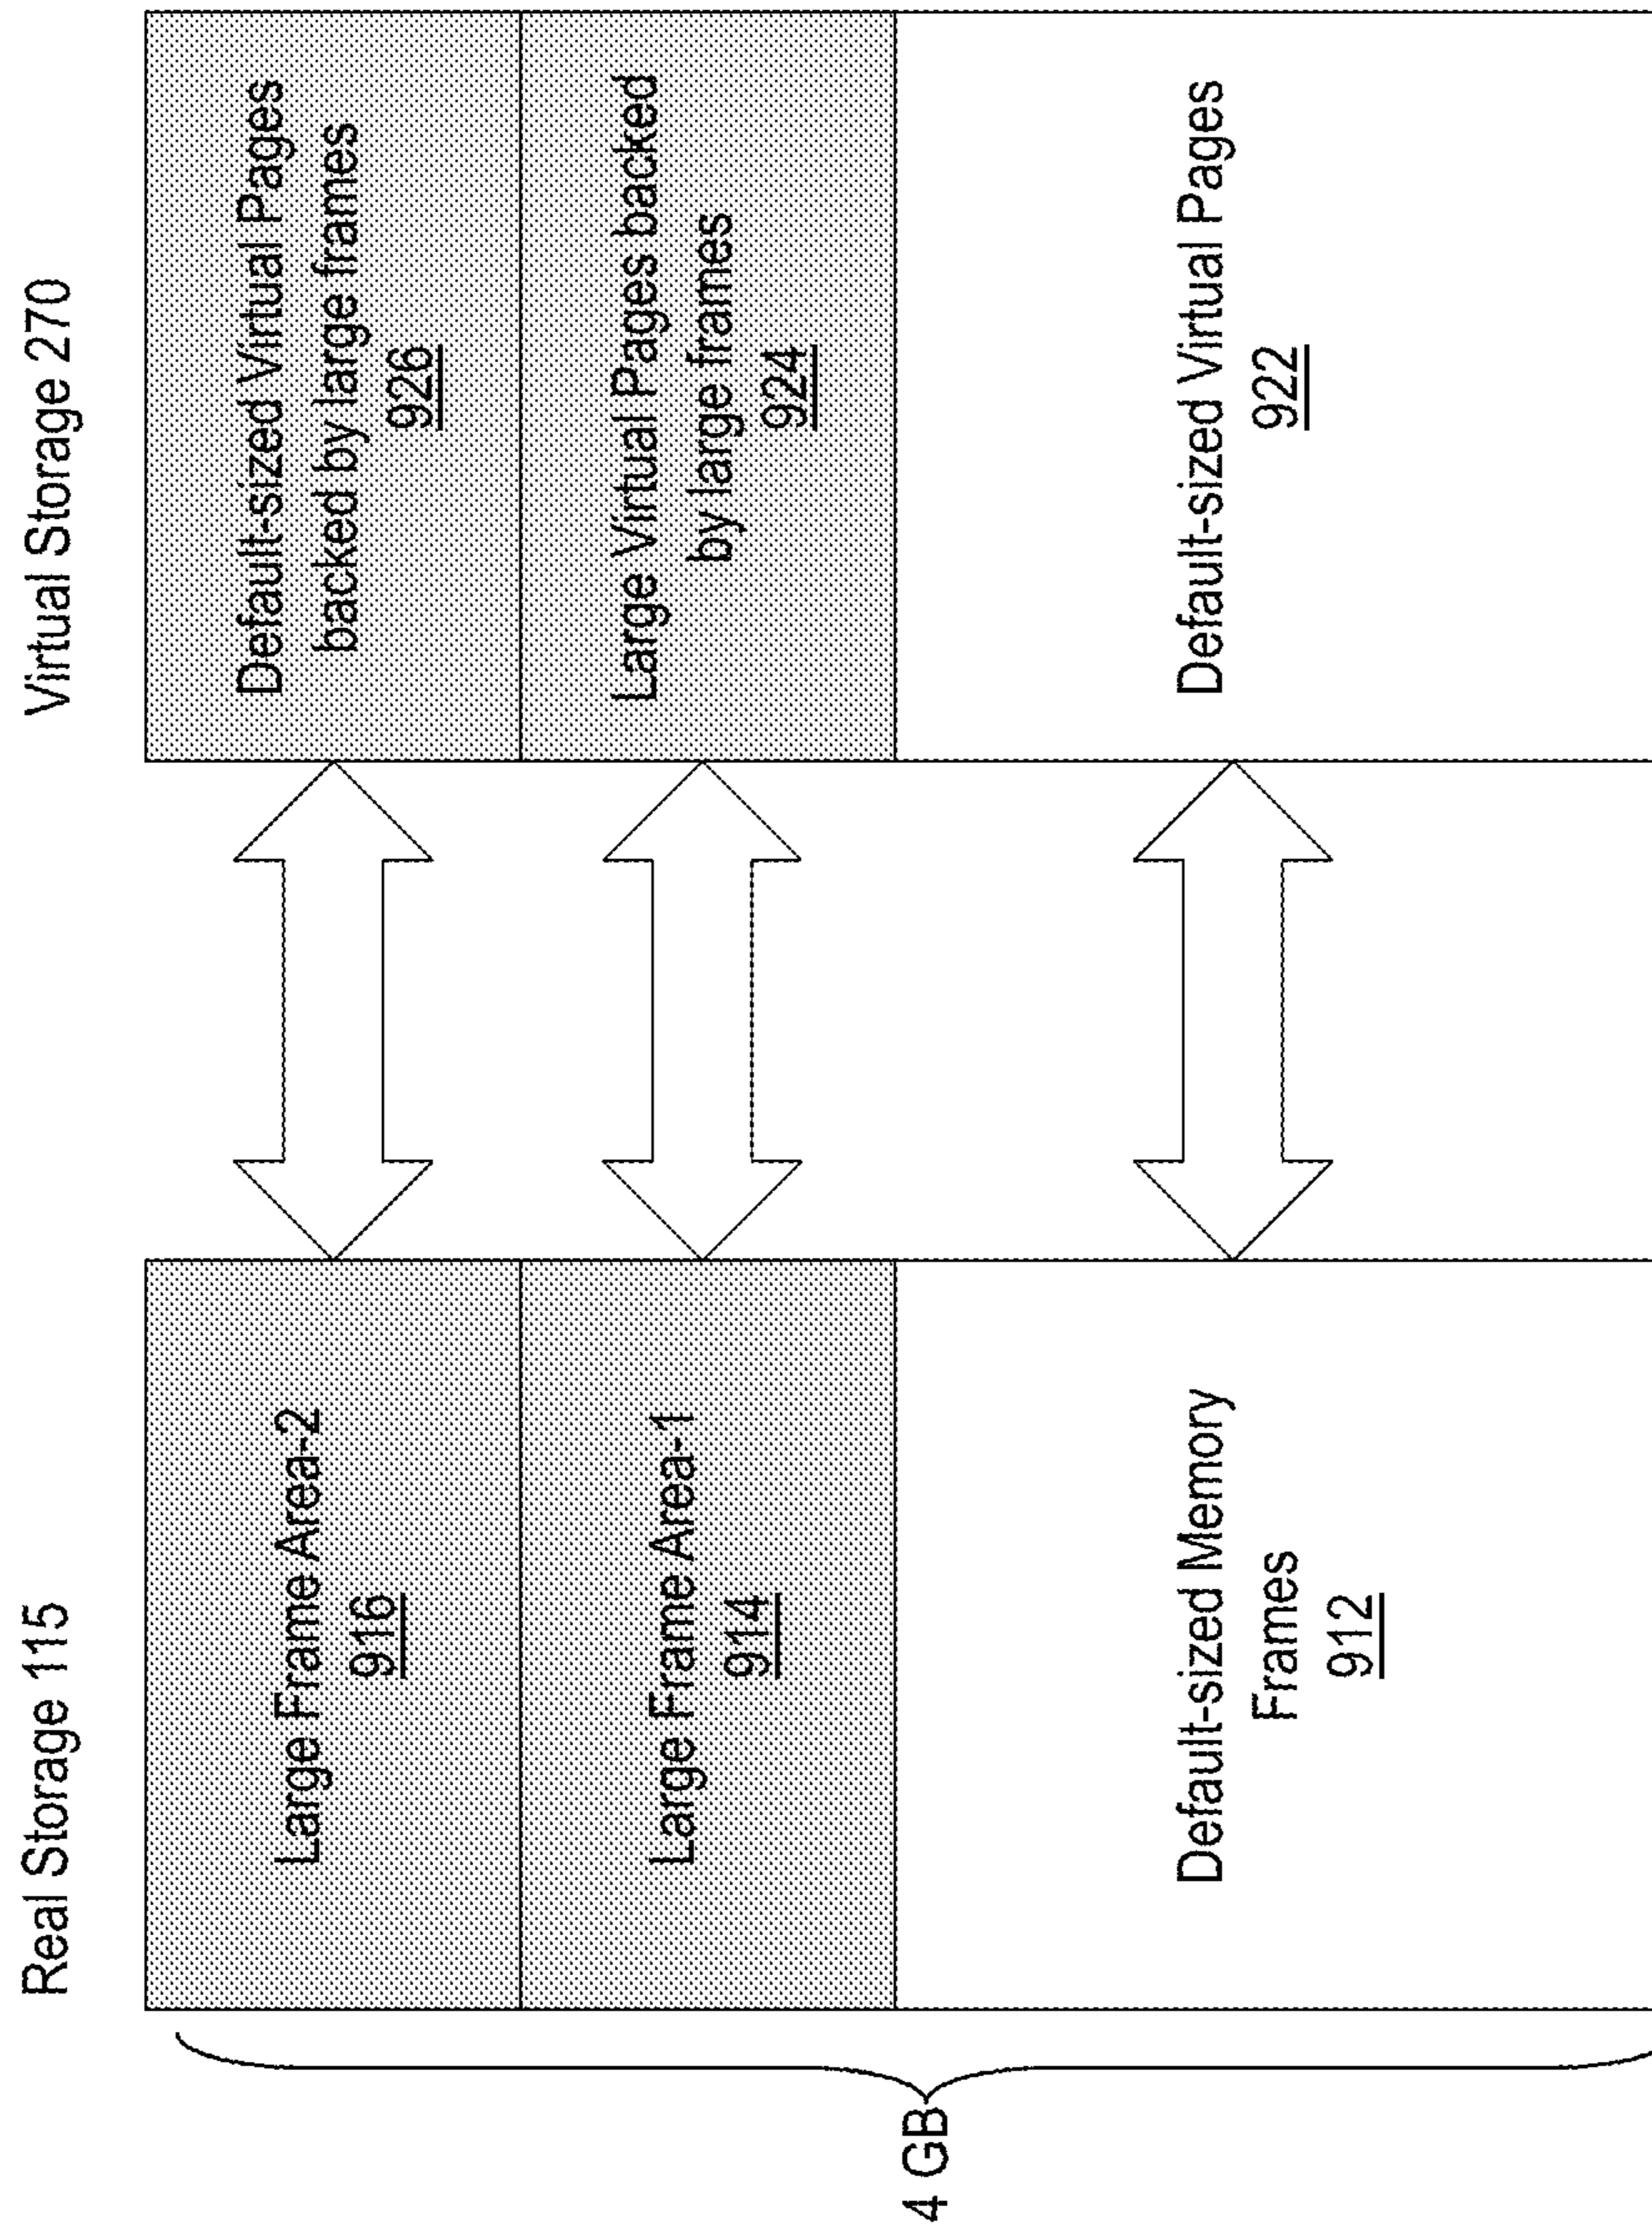 Real Storage 115
Virtual Storage 270
4 GB
Large Frame Area-2
916
Default-sized Virtual Pages
backed by large frames
926
Large Frame Area-1
914
Large Virtual Pages backed
by large frames
924
Default-sized Memory
Frames
912
Default-sized Virtual Pages
922